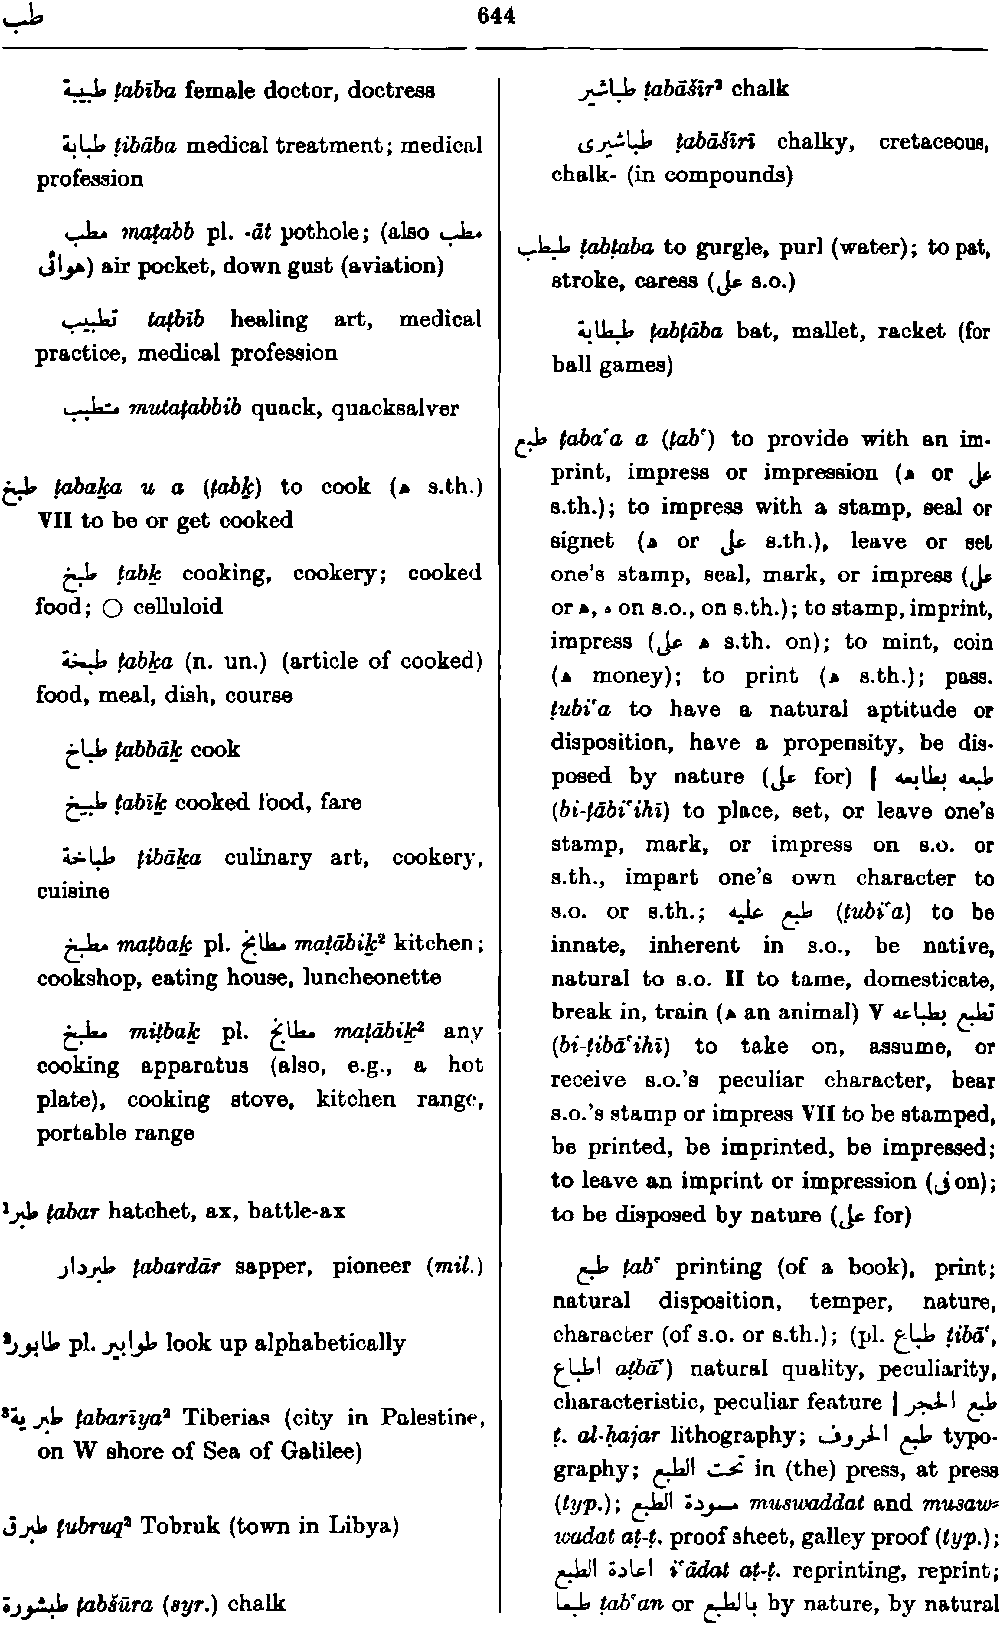 طب
644
طبيبة ṭabība female doctor, doctress
طبابة ṭibāba medical treatment; medical
profession
مطب maṭabb pl. -āt pothole; (also مطب
هوائى) air pocket, down gust (aviation)
تطبيب taṭbīb healing art, medical
practice, medical profession
متطبب mutaṭabbib quack, quacksalver
طبخ ṭabaḵa u a (ṭabḵ) to cook (ه s.th.)
VII to be or get cooked
طبخ ṭabḵ cooking, cookery; cooked
food; ○ celluloid
طبخة ṭabḵa (n. un.) (article of cooked)
food, meal, dish, course
طباخ ṭabbāḵ cook
طبيخ ṭabīḵ cooked food, fare
طباخة ṭibāḵa culinary art, cookery,
cuisine
مطبخ maṭbaḵ pl. مطابخ maṭābiḵ² kitchen;
cookshop, eating house, luncheonette
مطبخ miṭbaḵ pl. مطابخ maṭābiḵ² any
cooking apparatus (also, e.g., a hot
plate), cooking stove, kitchen range,
portable range
طبر¹ ṭabar hatchet, ax, battle-ax
طبردار ṭabardār sapper, pioneer (mil.)
طابور² pl. طوابير look up alphabetically
طبرية³ ṭabarīya² Tiberias (city in Palestine,
on W shore of Sea of Galilee)
طبرق ṭubruq² Tobruk (town in Libya)
طبشورة ṭabšūra (syr.) chalk
طباشير ṭabāšīr² chalk
طباشيرى ṭabāšīrī chalky, cretaceous,
chalk- (in compounds)
طبطب ṭabṭaba to gurgle, purl (water); to pat,
stroke, caress (على s.o.)
طبطابة ṭabṭāba bat, mallet, racket (for
ball games)
طبع ṭabaʿa a (ṭabʿ) to provide with an im-
print, impress or impression (ه or على
s.th.); to impress with a stamp, seal or
signet (ه or على s.th.), leave or set
one's stamp, seal, mark, or impress (على
or ه, ه on s.o., on s.th.); to stamp, imprint,
impress (على ه s.th. on); to mint, coin
(ه money); to print (ه s.th.); pass.
ṭubiʿa to have a natural aptitude or
disposition, have a propensity, be dis-
posed by nature (على for) | طبعه بطابعه
(bi-ṭābiʿihī) to place, set, or leave one's
stamp, mark, or impress on s.o. or
s.th., impart one's own character to
s.o. or s.th.; طبع عليه (ṭubiʿa) to be
innate, inherent in s.o., be native,
natural to s.o. II to tame, domesticate,
break in, train (ه an animal) V تطبع بطباعه
(bi-ṭibāʿihī) to take on, assume, or
receive s.o.'s peculiar character, bear
s.o.'s stamp or impress VII to be stamped,
be printed, be imprinted, be impressed;
to leave an imprint or impression (فى on);
to be disposed by nature (على for)
طبع ṭabʿ printing (of a book), print;
natural disposition, temper, nature,
character (of s.o. or s.th.); (pl. طباع ṭibāʿ,
اطباع aṭbāʿ) natural quality, peculiarity,
characteristic, peculiar feature | طبع الحجر
ṭ. al-ḥajar lithography; طبع الحروف typo-
graphy; تحت الطبع in (the) press, at press
(typ.); مسودة الطبع muswaddat and musaw-
wadat aṭ-ṭ. proof sheet, galley proof (typ.);
اعادة الطبع iʿādat aṭ-ṭ. reprinting, reprint;
طبعا ṭabʿan or بالطبع by nature, by natural